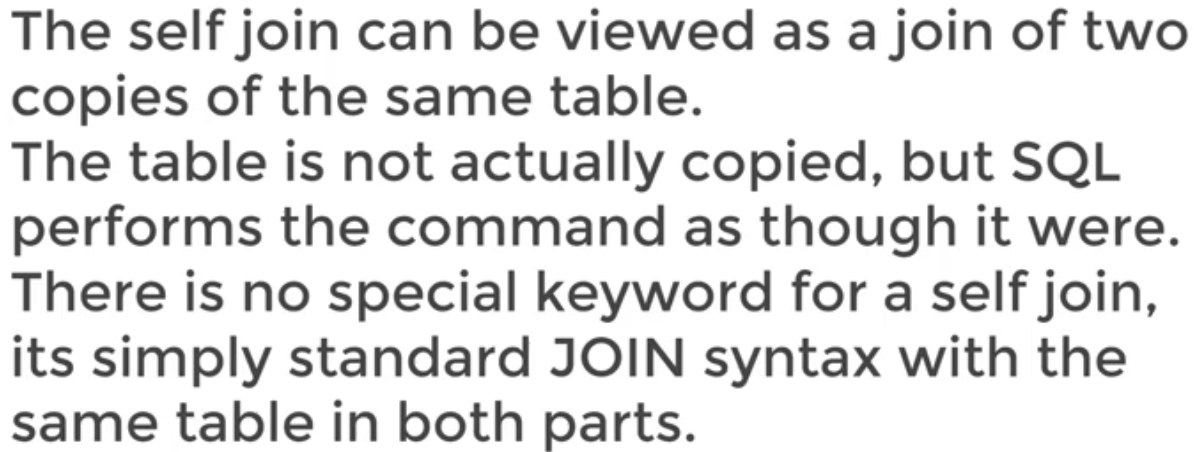 The self join can be viewed as a join of two
copies of the same table.
The table is not actually copied, but SQL
performs the command as though it were.
There is no special keyword for a self join,
its simply standard JOIN syntax with the
same table in both parts.